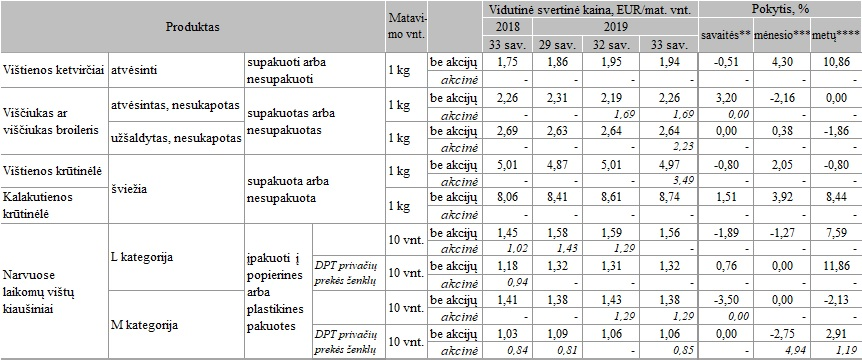 Produktas Matavi-mo vnt. Vidutinė svertinė kaina, EUR/mat. vnt. Pokytis, %
2018 2019 savaitės** mėnesio*** metų****
33 sav. 29 sav. 32 sav. 33 sav.
Vištienos ketvirčiai atvėsinti supakuoti arba nesupakuoti 1 kg be akcijų 1,75 1,86 1,95 1,94 -0,51 4,30 10,86
akcinė - - - - - - -
Viščiukas ar viščiukas broileris atvėsintas, nesukapotas supakuotas arba nesupakuotas 1 kg be akcijų 2,26 2,31 2,19 2,26 3,20 -2,16 0,00
akcinė - - 1,69 1,69 0,00 - -
užšaldytas, nesukapotas 1 kg be akcijų 2,69 2,63 2,64 2,64 0,00 0,38 -1,86
akcinė - - - 2,23 - - -
Vištienos krūtinėlė šviežia supakuota arba nesupakuota 1 kg be akcijų 5,01 4,87 5,01 4,97 -0,80 2,05 -0,80
akcinė - - - 3,49 - - -
Kalakutienos krūtinėlė 1 kg be akcijų 8,06 8,41 8,61 8,74 1,51 3,92 8,44
akcinė - - - - - - -
Narvuose laikomų vištų kiaušiniai L kategorija įpakuoti į popierines arba plastikines pakuotes 10 vnt. be akcijų 1,45 1,58 1,59 1,56 -1,89 -1,27 7,59
akcinė 1,02 1,43 1,29 - - - -
DPT privačių prekės ženklų 10 vnt. be akcijų 1,18 1,32 1,31 1,32 0,76 0,00 11,86
akcinė 0,94 - - - - - -
M kategorija 10 vnt. be akcijų 1,41 1,38 1,43 1,38 -3,50 0,00 -2,13
akcinė - - 1,29 1,29 0,00 - -
DPT privačių prekės ženklų 10 vnt. be akcijų 1,03 1,09 1,06 1,06 0,00 -2,75 2,91
akcinė 0,84 0,81 - 0,85 - 4,94 1,19